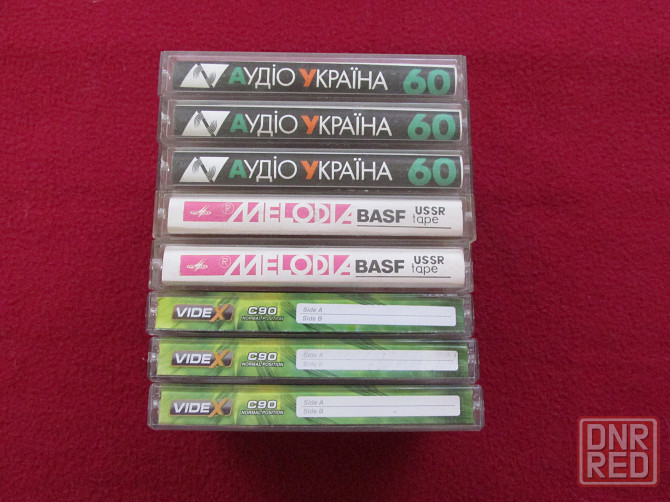 АУДІО УКРАЇНА 60
АУДІО УКРАЇНА 60
АУДІО УКРАЇНА 60
® MELODIA BASF USSR tape
® MELODIA BASF USSR tape
VIDEX C90 NORMAL POSITION Side A
Side B
VIDEX C90 NORMAL POSITION Side A
Side B
VIDEX C90 NORMAL POSITION Side A
Side B
DNR
RED